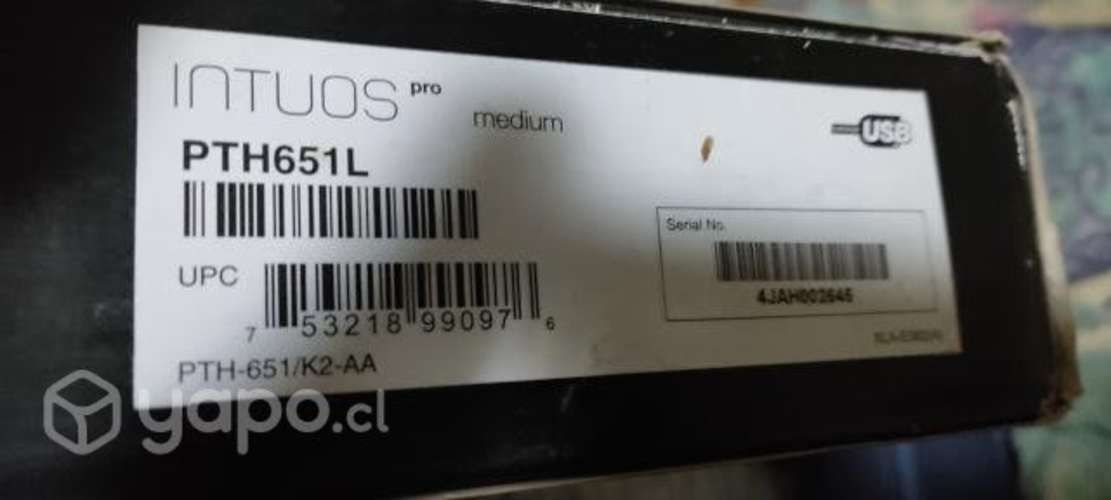 INTUOS pro
medium
USB
PTH651L
Serial No.
4JAH002645
UPC
7 53218 99097 6
PTH-651/K2-AA
yapo.cl